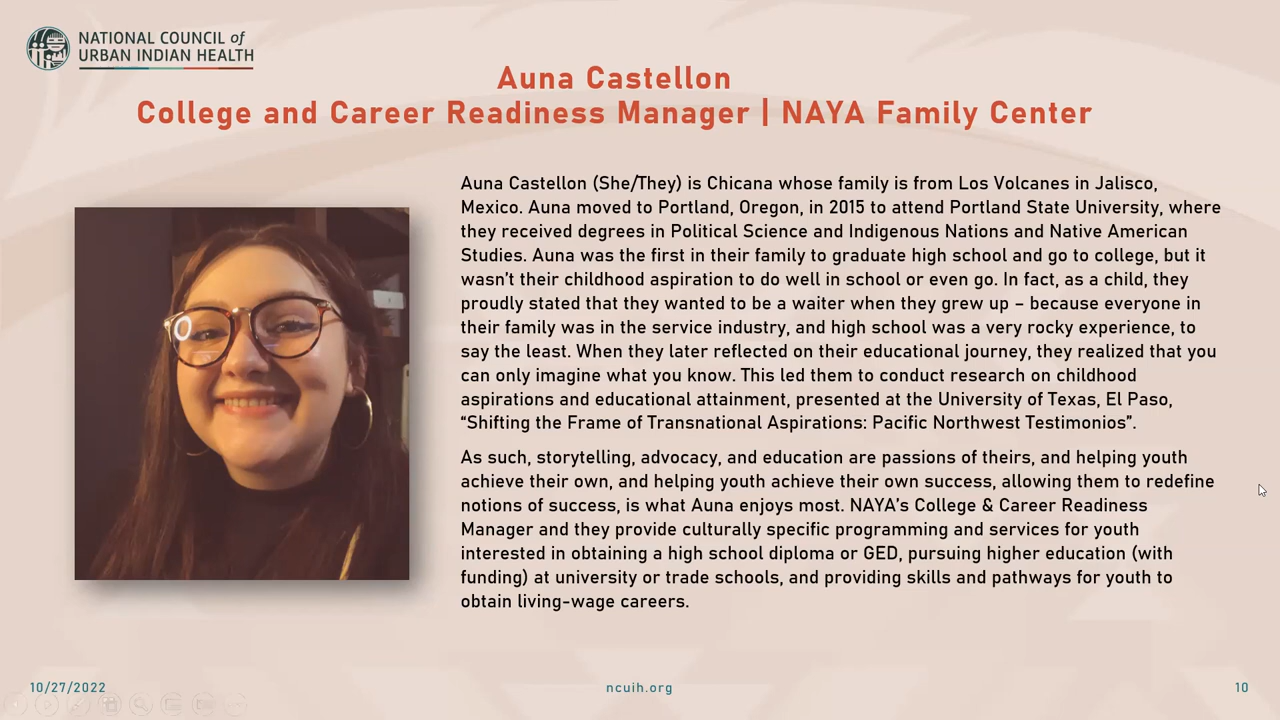 NATIONAL COUNCIL of
URBAN INDIAN HEALTH
Auna Castellon
College and Career Readiness Manager | NAYA Family Center
Auna Castellon (She/They) is Chicana whose family is from Los Volcanes in Jalisco,
Mexico. Auna moved to Portland, Oregon, in 2015 to attend Portland State University, where
they received degrees in Political Science and Indigenous Nations and Native American
Studies. Auna was the first in their family to graduate high school and go to college, but it
wasn't their childhood aspiration to do well in school or even go. In fact, as a child, they
proudly stated that they wanted to be a waiter when they grew up – because everyone in
their family was in the service industry, and high school was a very rocky experience, to
say the least. When they later reflected on their educational journey, they realized that you
can only imagine what you know. This led them to conduct research on childhood
aspirations and educational attainment, presented at the University of Texas, El Paso,
“Shifting the Frame of Transnational Aspirations: Pacific Northwest Testimonios”.
As such, storytelling, advocacy, and education are passions of theirs, and helping youth
achieve their own, and helping youth achieve their own success, allowing them to redefine
notions of success, is what Auna enjoys most. NAYA's College & Career Readiness
Manager and they provide culturally specific programming and services for youth
interested in obtaining a high school diploma or GED, pursuing higher education (with
funding) at university or trade schools, and providing skills and pathways for youth to
obtain living-wage careers.
10/27/2022
ncuih.org
10